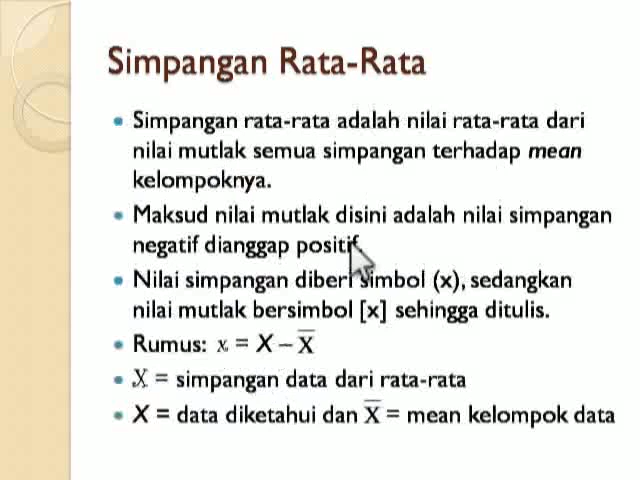 Simpangan Rata-Rata
Simpangan rata-rata adalah nilai rata-rata dari
nilai mutlak semua simpangan terhadap mean
kelompoknya.
Maksud nilai mutlak disini adalah nilai simpangan
negatif dianggap positif.
Nilai simpangan diberi simbol (x), sedangkan
nilai mutlak bersimbol [x] sehingga ditulis.
Rumus: x = X – X̅
X = simpangan data dari rata-rata
X = data diketahui dan X̅ = mean kelompok data